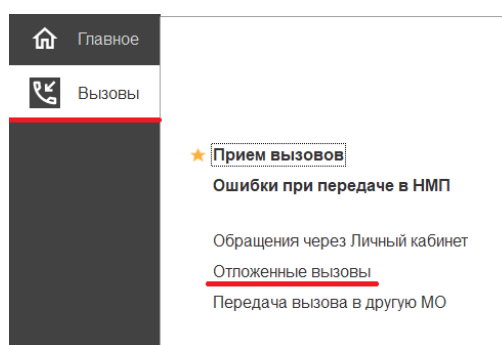 Главное
Вызовы
Прием вызовов
Ошибки при передаче в НМП
Обращения через Личный кабинет
Отложенные вызовы
Передача вызова в другую МО